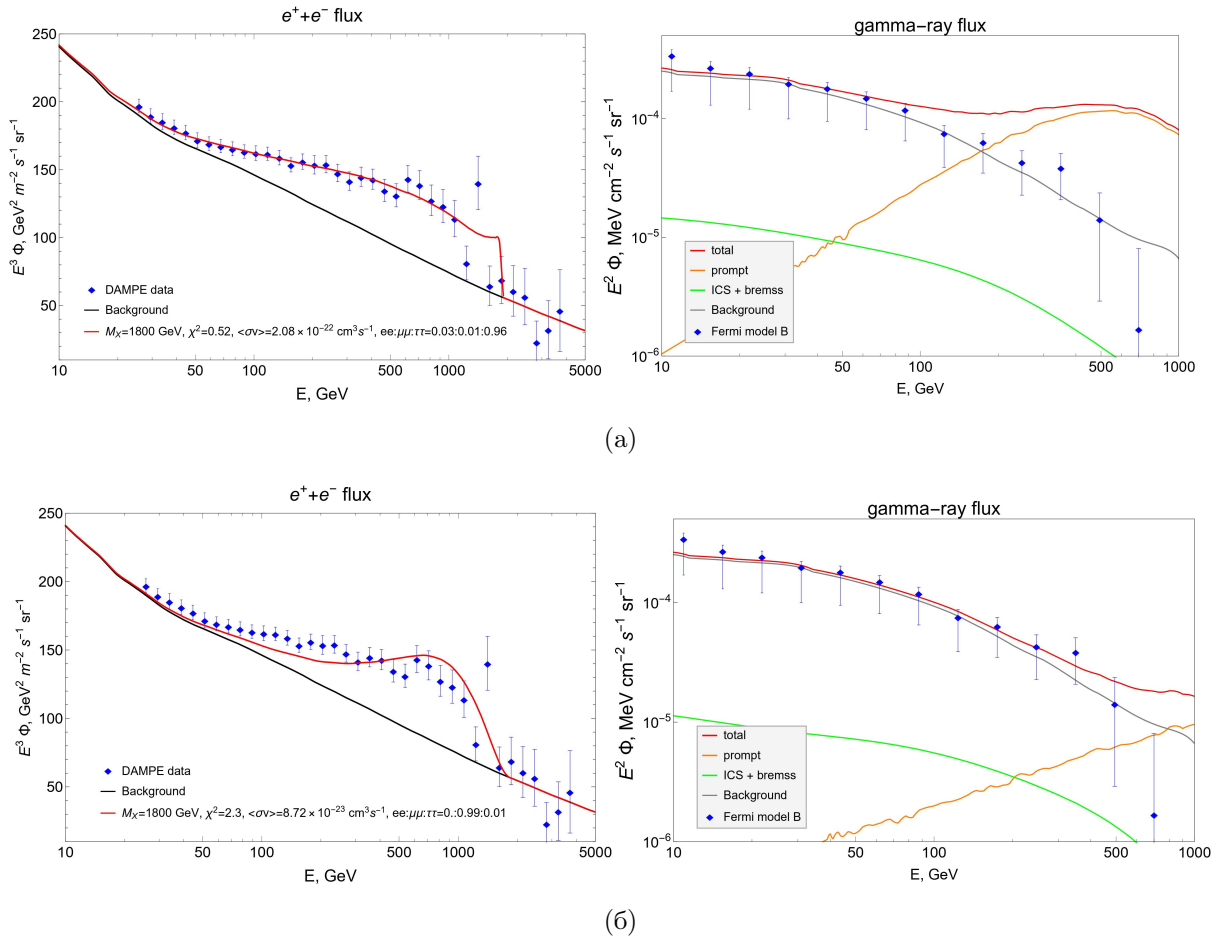 e⁺+e⁻ flux
E³ Φ, GeV² m⁻² s⁻¹ sr⁻¹
250
200
150
100
50
DAMPE data
Background
M_X=1800 GeV, χ²=0.52, <σv>=2.08×10⁻²² cm³s⁻¹, ee:μμ:ττ=0.03:0.01:0.96
10 50 100 500 1000 5000
E, GeV
gamma-ray flux
E² Φ, MeV cm⁻² s⁻¹ sr⁻¹
10⁻⁴
10⁻⁵
10⁻⁶
total
prompt
ICS + bremss
Background
Fermi model B
10 50 100 500 1000
E, GeV
(а)
e⁺+e⁻ flux
E³ Φ, GeV² m⁻² s⁻¹ sr⁻¹
250
200
150
100
50
DAMPE data
Background
M_X=1800 GeV, χ²=2.3, <σv>=8.72×10⁻²³ cm³s⁻¹, ee:μμ:ττ=0.:0.99:0.01
10 50 100 500 1000 5000
E, GeV
gamma-ray flux
E² Φ, MeV cm⁻² s⁻¹ sr⁻¹
10⁻⁴
10⁻⁵
10⁻⁶
total
prompt
ICS + bremss
Background
Fermi model B
10 50 100 500 1000
E, GeV
(б)